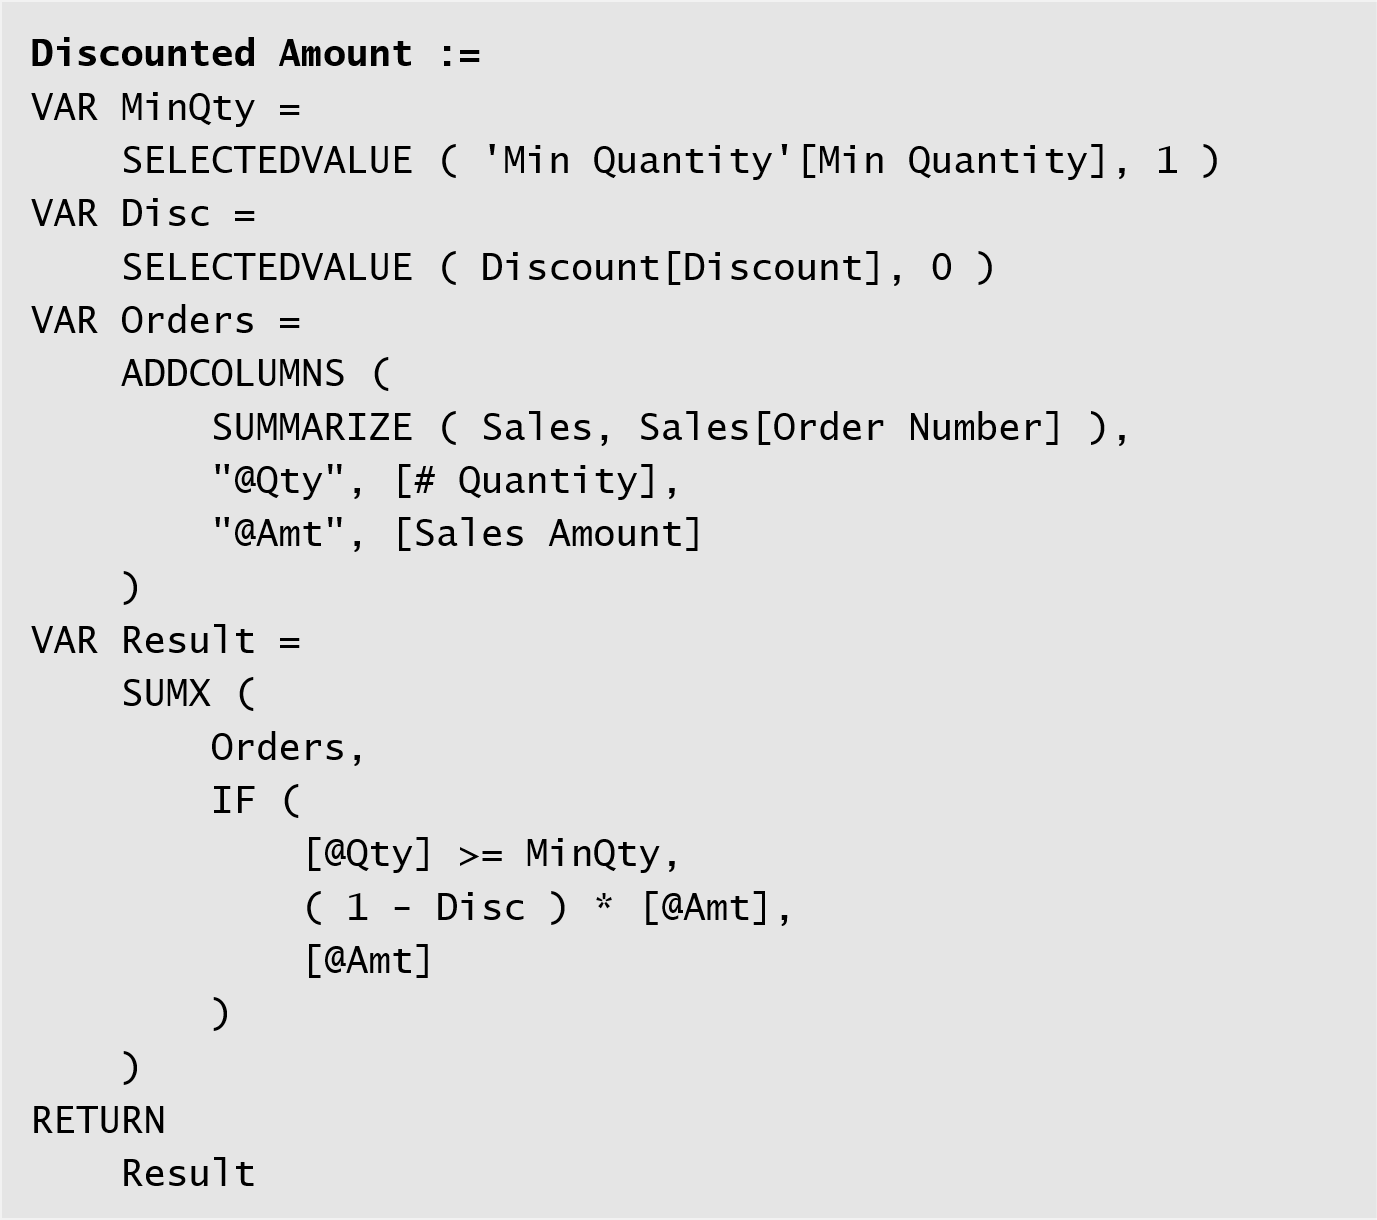 Discounted Amount :=
VAR MinQty =
    SELECTEDVALUE ( 'Min Quantity'[Min Quantity], 1 )
VAR Disc =
    SELECTEDVALUE ( Discount[Discount], 0 )
VAR Orders =
    ADDCOLUMNS (
        SUMMARIZE ( Sales, Sales[Order Number] ),
        "@Qty", [# Quantity],
        "@Amt", [Sales Amount]
    )
VAR Result =
    SUMX (
        Orders,
        IF (
            [@Qty] >= MinQty,
            ( 1 - Disc ) * [@Amt],
            [@Amt]
        )
    )
RETURN
    Result